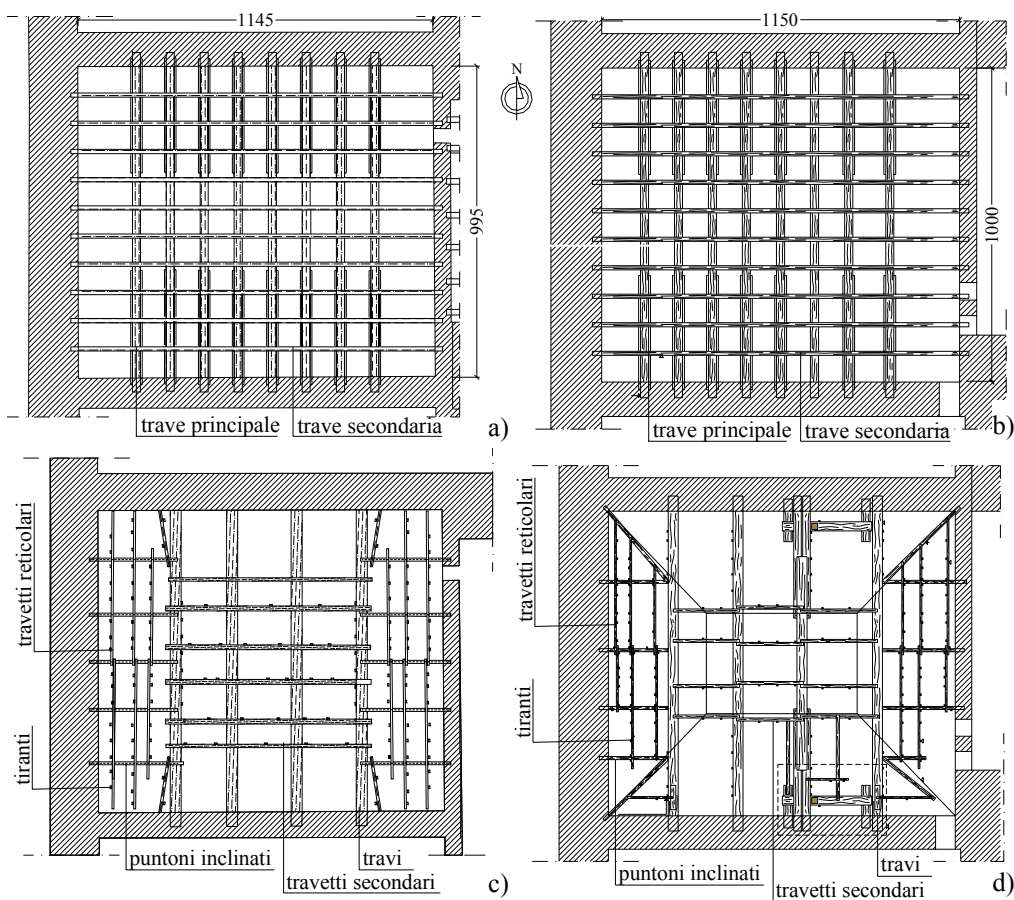 1145
1150
N
995
1000
trave principale
trave secondaria
a)
trave principale
trave secondaria
b)
travetti reticolari
tiranti
puntoni inclinati
travi
travetti secondari
c)
travetti reticolari
tiranti
puntoni inclinati
travi
travetti secondari
d)